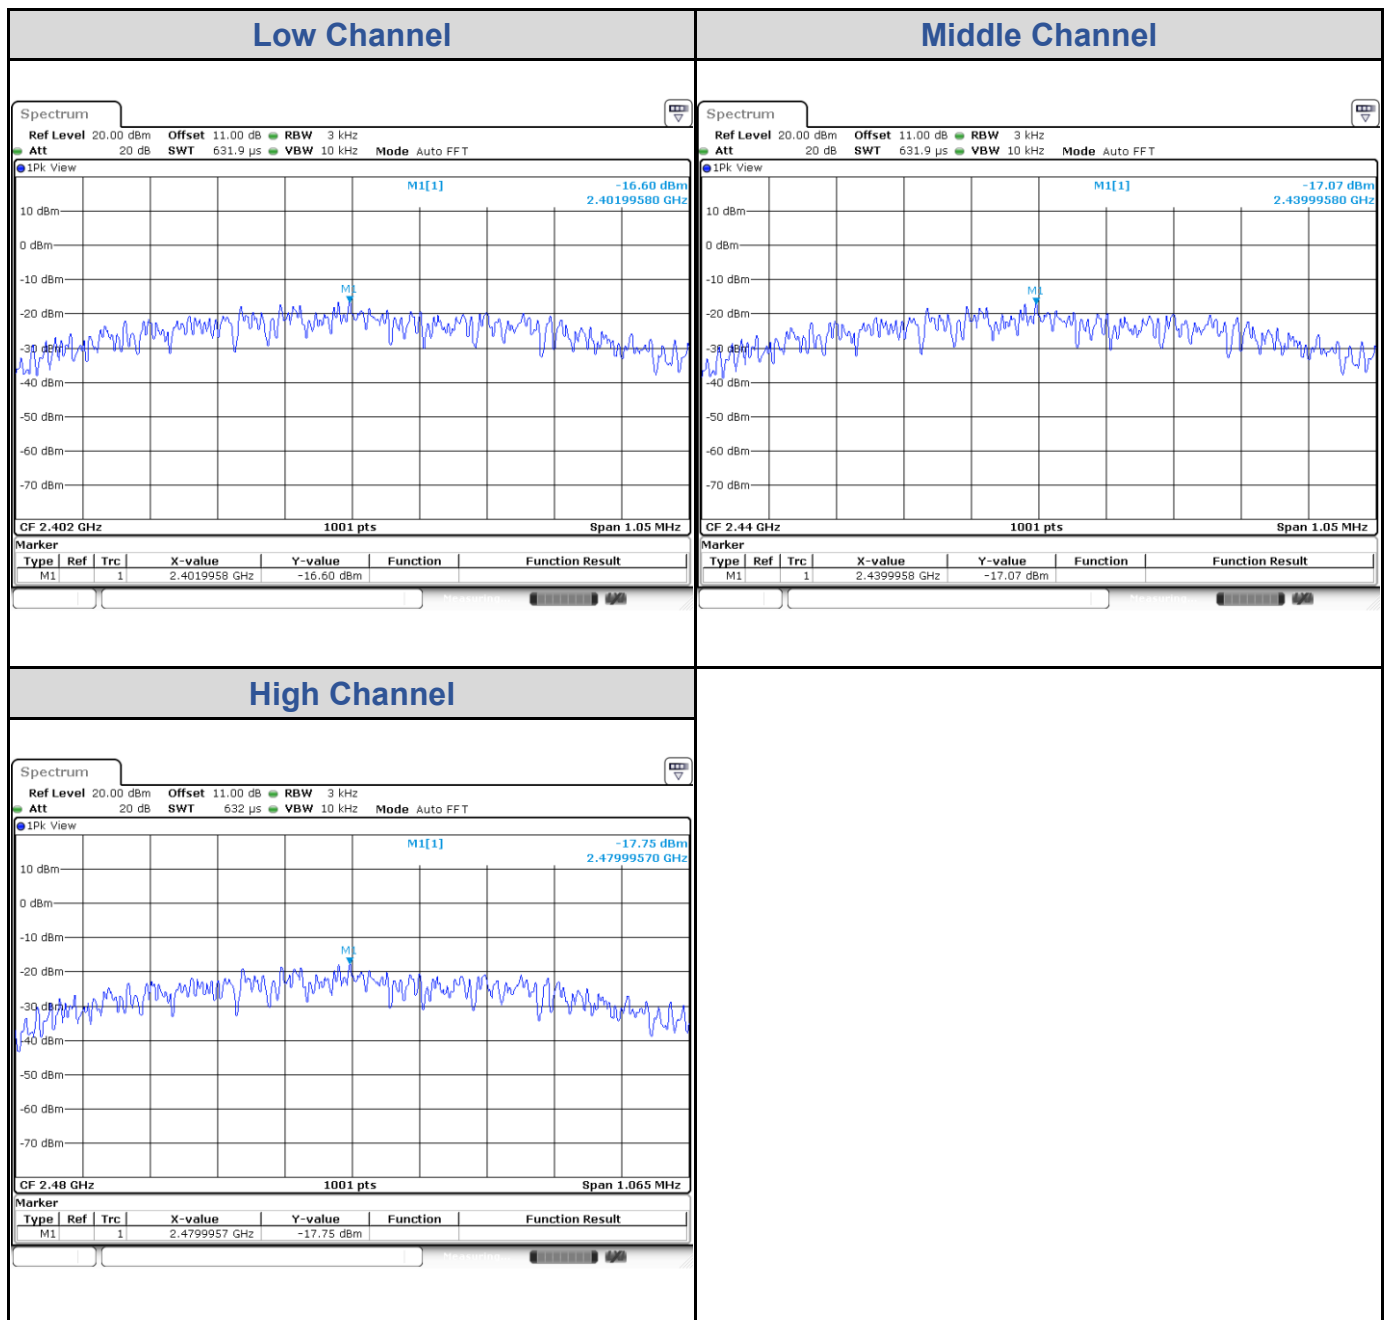 Low Channel
Spectrum
Ref Level 20.00 dBm Offset 11.00 dB RBW 3 kHz
Att 20 dB SWT 631.9 µs VBW 10 kHz Mode Auto FFT
1Pk View
M1[1] -16.60 dBm
2.40199580 GHz
10 dBm
0 dBm
-10 dBm
M1
-20 dBm
-30 dBm
-40 dBm
-50 dBm
-60 dBm
-70 dBm
CF 2.402 GHz 1001 pts Span 1.05 MHz
Marker
Type Ref Trc X-value Y-value Function Function Result
M1 1 2.4019958 GHz -16.60 dBm
Measuring...
Middle Channel
Spectrum
Ref Level 20.00 dBm Offset 11.00 dB RBW 3 kHz
Att 20 dB SWT 631.9 µs VBW 10 kHz Mode Auto FFT
1Pk View
M1[1] -17.07 dBm
2.43999580 GHz
10 dBm
0 dBm
-10 dBm
M1
-20 dBm
-30 dBm
-40 dBm
-50 dBm
-60 dBm
-70 dBm
CF 2.44 GHz 1001 pts Span 1.05 MHz
Marker
Type Ref Trc X-value Y-value Function Function Result
M1 1 2.4399958 GHz -17.07 dBm
Measuring...
High Channel
Spectrum
Ref Level 20.00 dBm Offset 11.00 dB RBW 3 kHz
Att 20 dB SWT 632 µs VBW 10 kHz Mode Auto FFT
1Pk View
M1[1] -17.75 dBm
2.47999570 GHz
10 dBm
0 dBm
-10 dBm
M1
-20 dBm
-30 dBm
-40 dBm
-50 dBm
-60 dBm
-70 dBm
CF 2.48 GHz 1001 pts Span 1.065 MHz
Marker
Type Ref Trc X-value Y-value Function Function Result
M1 1 2.4799957 GHz -17.75 dBm
Measuring...